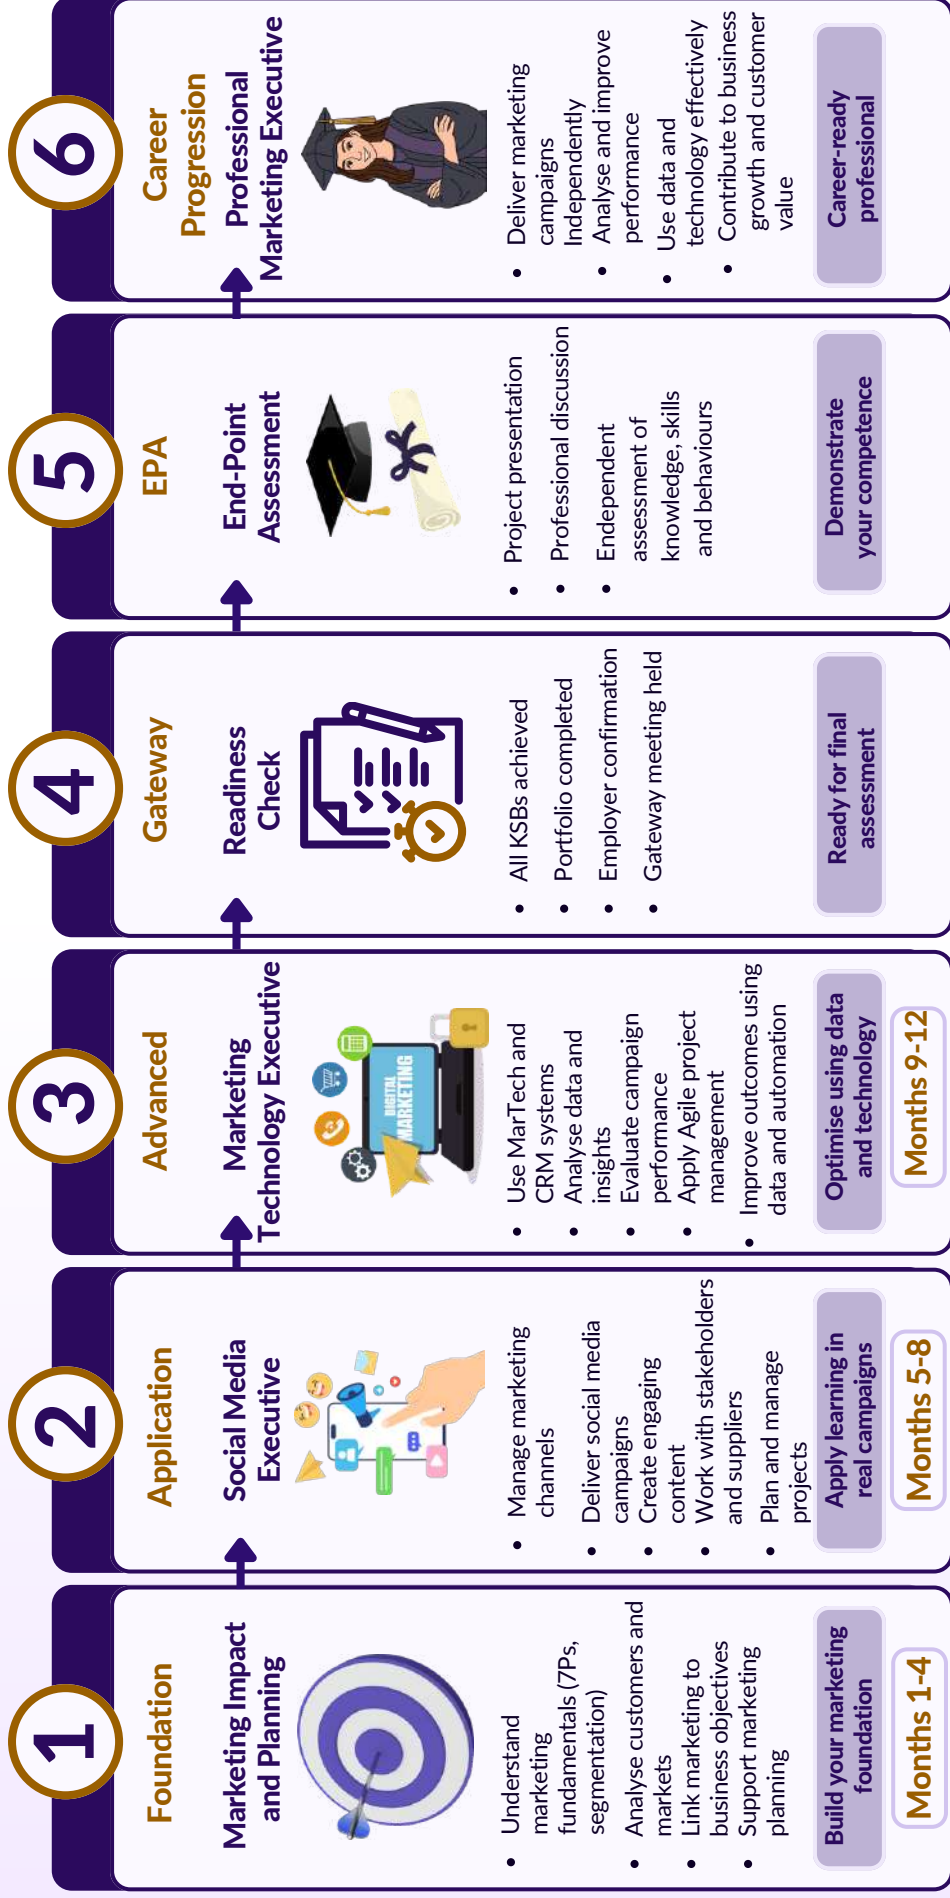 1
Foundation
Marketing Impact
and Planning
Understand
marketing
fundamentals (7Ps,
segmentation)
Analyse customers and
markets
Link marketing to
business objectives
Support marketing
planning
Build your marketing
foundation
Months 1-4
2
Application
Social Media
Executive
Manage marketing
channels
Deliver social media
campaigns
Create engaging
content
Work with stakeholders
and suppliers
Plan and manage
projects
Apply learning in
real campaigns
Months 5-8
3
Advanced
Marketing
Technology Executive
DIGITAL
MARKETING
Use MarTech and
CRM systems
Analyse data and
insights
Evaluate campaign
performance
Apply Agile project
management
Improve outcomes using
data and automation
Optimise using data
and technology
Months 9-12
4
Gateway
Readiness
Check
All KSBs achieved
Portfolio completed
Employer confirmation
Gateway meeting held
Ready for final
assessment
5
EPA
End-Point
Assessment
Project presentation
Professional discussion
Endependent
assessment of
knowledge, skills
and behaviours
Demonstrate
your competence
6
Career
Progression
Professional
Marketing Executive
Deliver marketing
campaigns
Independently
Analyse and improve
performance
Use data and
technology effectively
Contribute to business
growth and customer
value
Career-ready
professional